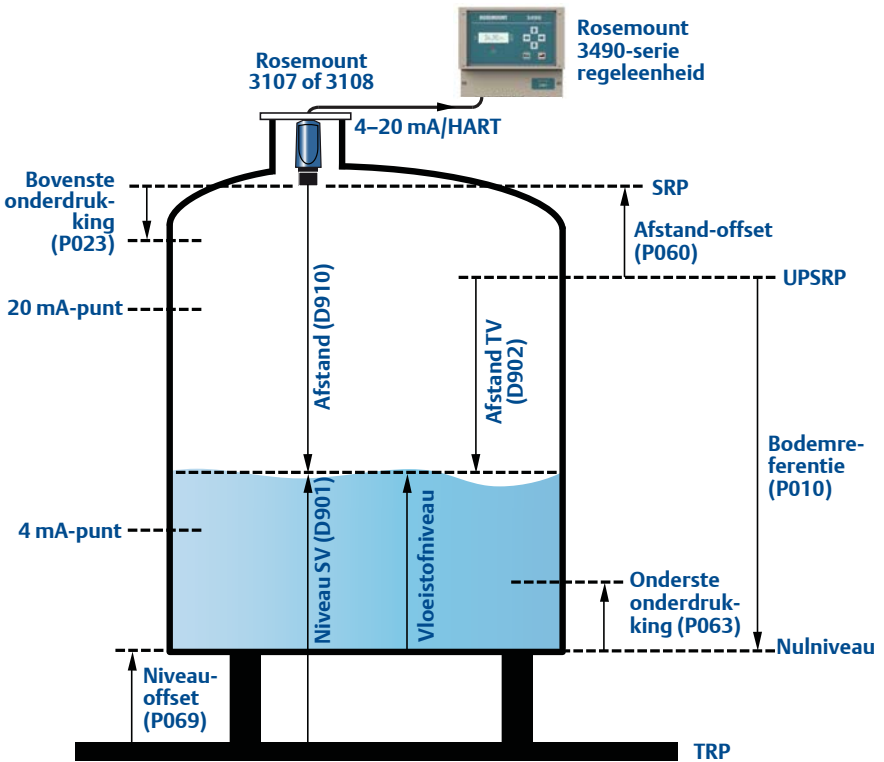 Rosemount
3490-serie
regeleenheid
Rosemount
3107 of 3108
4–20 mA/HART
Bovenste
onderdruk-
king
(P023)
SRP
Afstand-offset
(P060)
UPSRP
20 mA-punt
Afstand (D910)
Afstand TV
(D902)
Bodemre-
ferentie
(P010)
4 mA-punt
Niveau SV (D901)
Vloeistofniveau
Onderste
onderdruk-
king (P063)
Nulniveau
Niveau-
offset
(P069)
TRP